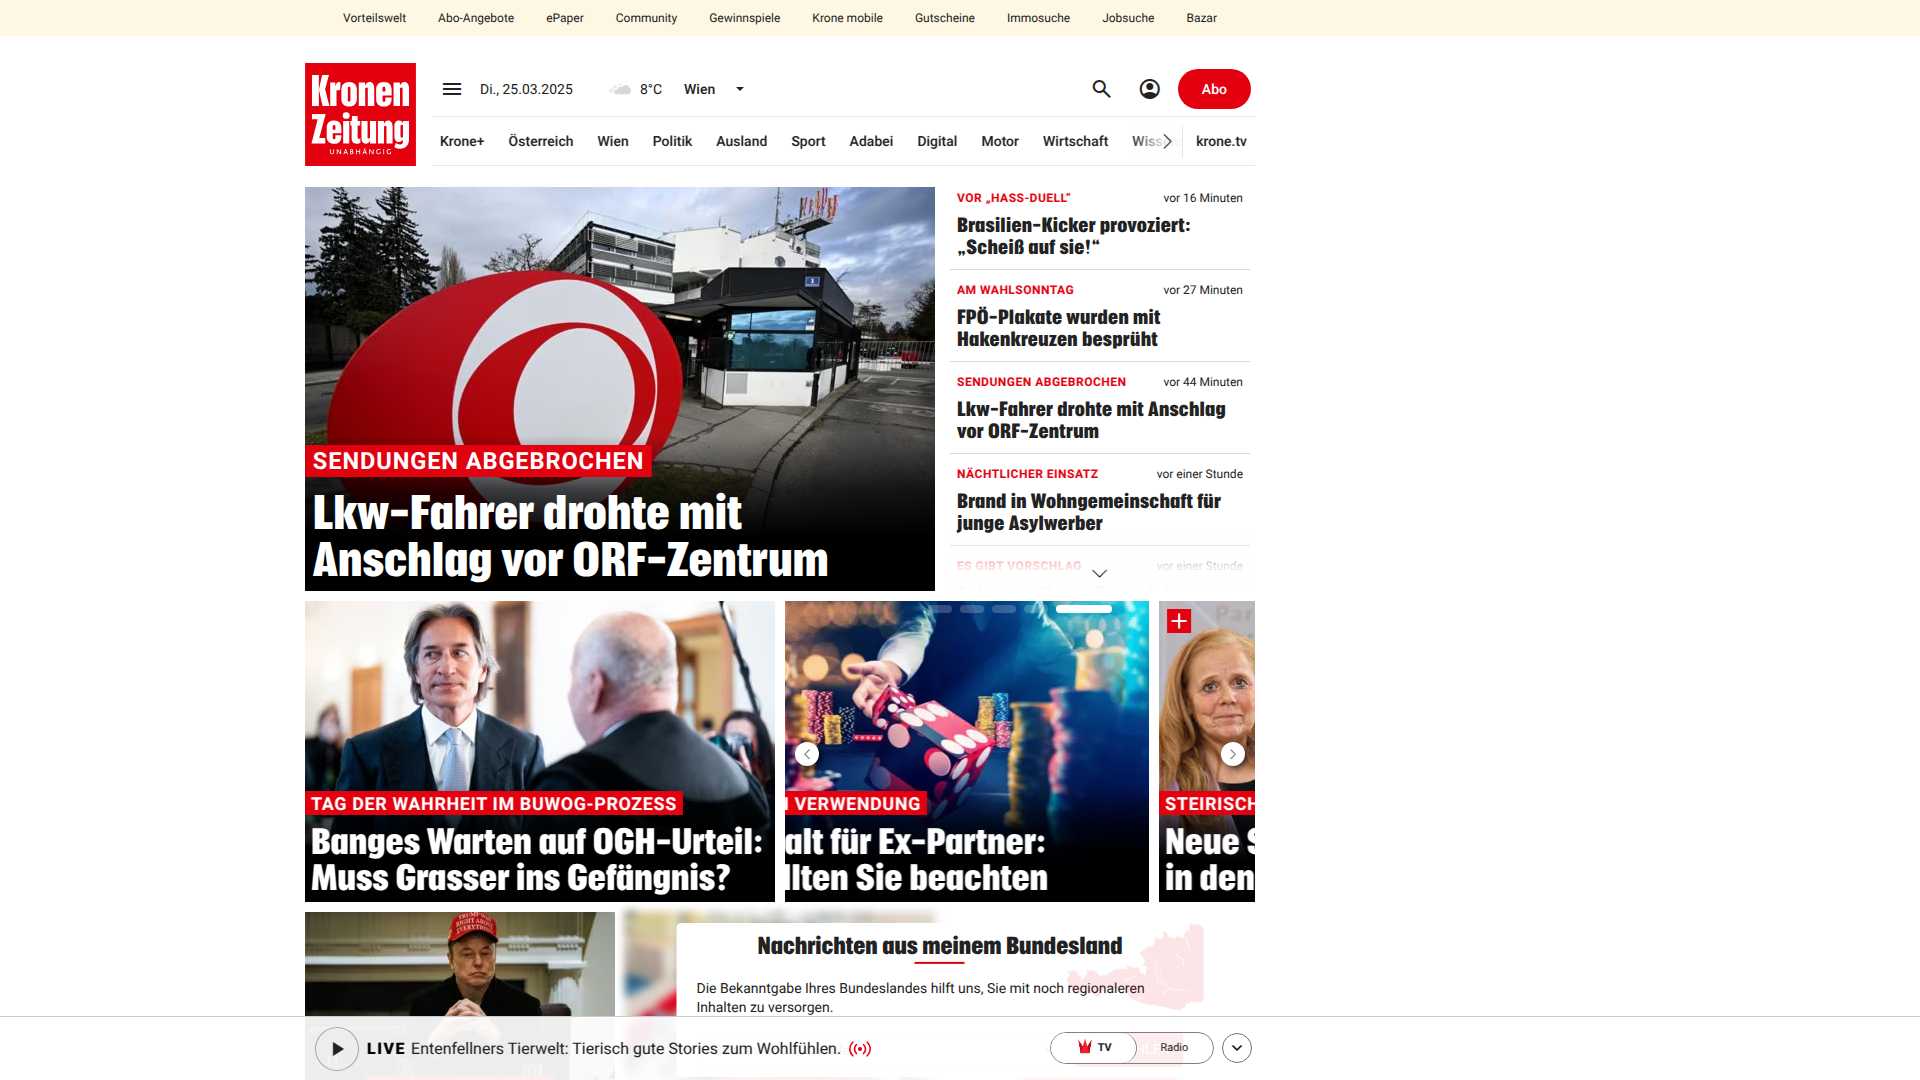 Vorteilswelt Abo-Angebote ePaper Community Gewinnspiele Krone mobile Gutscheine Immosuche Jobsuche Bazar
Kronen
Zeitung
UNABHÄNGIG
Di., 25.03.2025 8°C Wien
Abo
Krone+ Österreich Wien Politik Ausland Sport Adabei Digital Motor Wirtschaft Wiss krone.tv
SENDUNGEN ABGEBROCHEN
Lkw-Fahrer drohte mit
Anschlag vor ORF-Zentrum
VOR „HASS-DUELL“ vor 16 Minuten
Brasilien-Kicker provoziert:
„Scheiß auf sie!“
AM WAHLSONNTAG vor 27 Minuten
FPÖ-Plakate wurden mit
Hakenkreuzen besprüht
SENDUNGEN ABGEBROCHEN vor 44 Minuten
Lkw-Fahrer drohte mit Anschlag
vor ORF-Zentrum
NÄCHTLICHER EINSATZ vor einer Stunde
Brand in Wohngemeinschaft für
junge Asylwerber
ES GIBT VORSCHLAG vor einer Stunde
TAG DER WAHRHEIT IM BUWOG-PROZESS
Banges Warten auf OGH-Urteil:
Muss Grasser ins Gefängnis?
VERWENDUNG
alt für Ex-Partner:
llten Sie beachten
STEIRISCH
Neue S
in den
TRUMP WAS
RIGHT ABOUT
EVERYTHING
Nachrichten aus meinem Bundesland
Die Bekanntgabe Ihres Bundeslandes hilft uns, Sie mit noch regionaleren
Inhalten zu versorgen.
LIVE Entenfellners Tierwelt: Tierisch gute Stories zum Wohlfühlen.
TV Radio